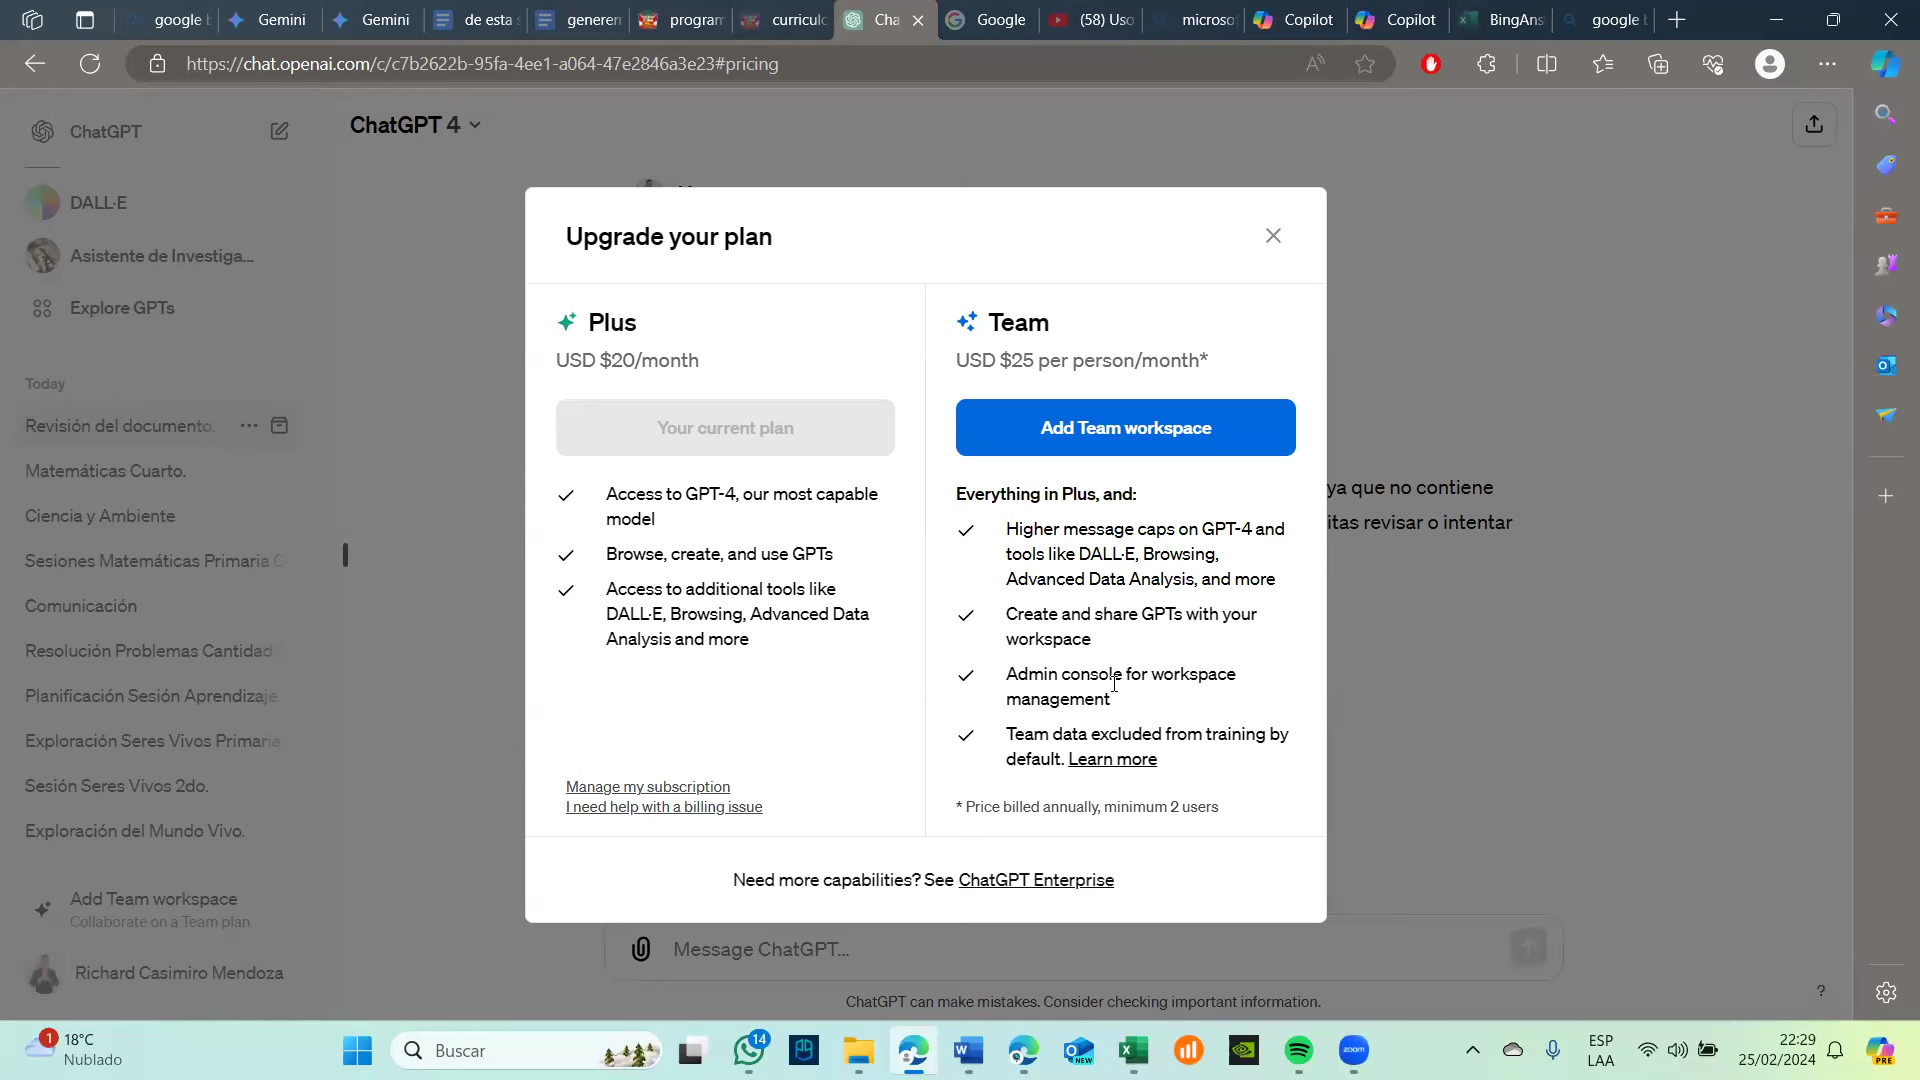 google b
Gemini
Gemini
de esta s
generem
program
curricul
Cha
Google
(58) Uso
microso
Copilot
Copilot
BingAns
google b
https://chat.openai.com/c/c7b2622b-95fa-4ee1-a064-47e2846a3e23#pricing
ChatGPT
DALL·E
Asistente de Investiga...
Explore GPTs
Today
Revisión del documento.
Matemáticas Cuarto.
Ciencia y Ambiente
Sesiones Matemáticas Primaria C
Comunicación
Resolución Problemas Cantidad
Planificación Sesión Aprendizaje.
Exploración Seres Vivos Primaria
Sesión Seres Vivos 2do.
Exploración del Mundo Vivo.
Add Team workspace
Collaborate on a Team plan
Richard Casimiro Mendoza
ChatGPT 4
ya que no contiene
itas revisar o intentar
Upgrade your plan
Plus
USD $20/month
Your current plan
Access to GPT-4, our most capable
model
Browse, create, and use GPTs
Access to additional tools like
DALL·E, Browsing, Advanced Data
Analysis and more
Manage my subscription
I need help with a billing issue
Team
USD $25 per person/month*
Add Team workspace
Everything in Plus, and:
Higher message caps on GPT-4 and
tools like DALL·E, Browsing,
Advanced Data Analysis, and more
Create and share GPTs with your
workspace
Admin console for workspace
management
Team data excluded from training by
default. Learn more
* Price billed annually, minimum 2 users
Need more capabilities? See ChatGPT Enterprise
Message ChatGPT...
ChatGPT can make mistakes. Consider checking important information.
?
1
18°C
Nublado
Buscar
14
NEW
zoom
ESP
LAA
22:29
25/02/2024
PRE